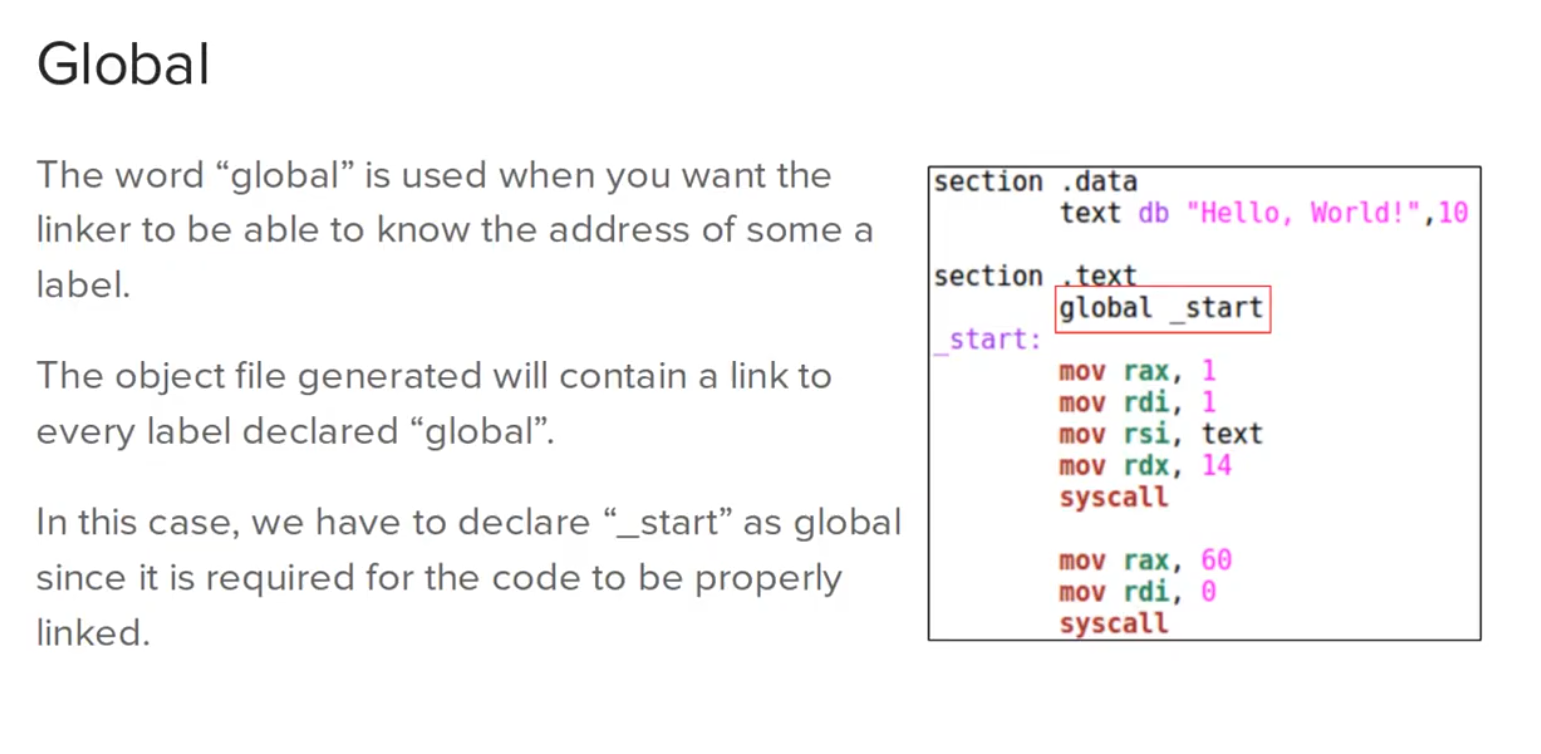 Global
The word “global” is used when you want the
linker to be able to know the address of some a
label.
The object file generated will contain a link to
every label declared “global”.
In this case, we have to declare “_start” as global
since it is required for the code to be properly
linked.
section .data
        text db "Hello, World!",10
section .text
        global _start
_start:
        mov rax, 1
        mov rdi, 1
        mov rsi, text
        mov rdx, 14
        syscall
        mov rax, 60
        mov rdi, 0
        syscall